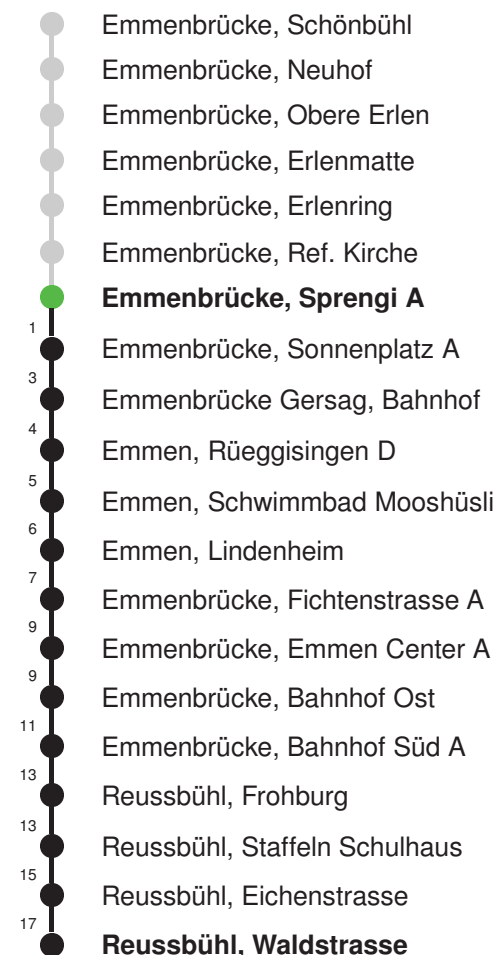 Emmenbrücke, Schönbühl
Emmenbrücke, Neuhof
Emmenbrücke, Obere Erlen
Emmenbrücke, Erlenmatte
Emmenbrücke, Erlenring
Emmenbrücke, Ref. Kirche
Emmenbrücke, Sprengi A
1 Emmenbrücke, Sonnenplatz A
3 Emmenbrücke Gersag, Bahnhof
4 Emmen, Rüeggisingen D
5 Emmen, Schwimmbad Mooshüsli
6 Emmen, Lindenheim
7 Emmenbrücke, Fichtenstrasse A
9 Emmenbrücke, Emmen Center A
9 Emmenbrücke, Bahnhof Ost
11 Emmenbrücke, Bahnhof Süd A
13 Reussbühl, Frohburg
13 Reussbühl, Staffeln Schulhaus
15 Reussbühl, Eichenstrasse
17 Reussbühl, Waldstrasse